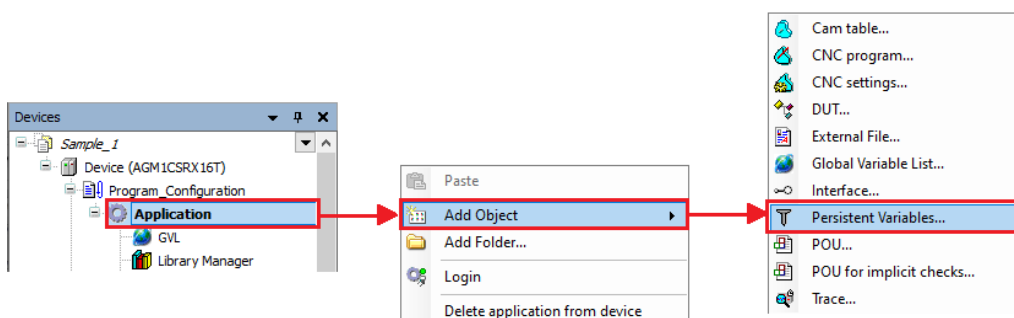 Devices
Sample_1
Device (AGM1CSRX16T)
Program_Configuration
Application
GVL
Library Manager
Paste
Add Object
Add Folder...
Login
Delete application from device
Cam table...
CNC program...
CNC settings...
DUT...
External File...
Global Variable List...
Interface...
Persistent Variables...
POU...
POU for implicit checks...
Trace...